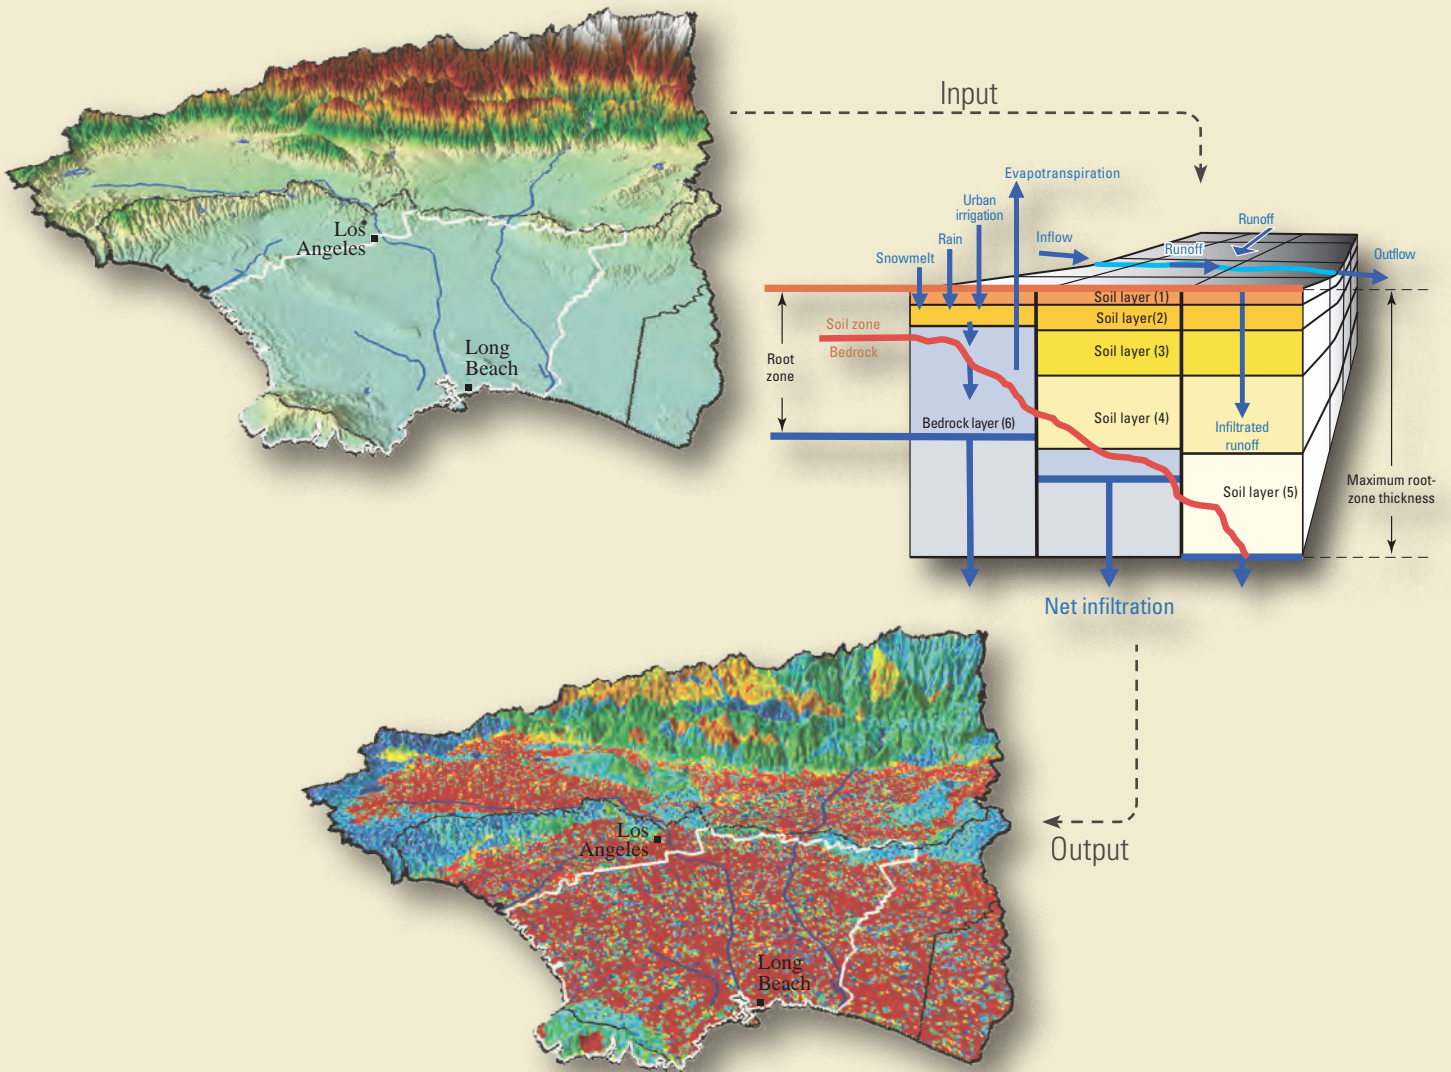 Input
Los
Angeles
Long
Beach
Evapotranspiration
Urban
irrigation
Rain
Snowmelt
Inflow
Runoff
Runoff
Outflow
Soil layer (1)
Soil layer(2)
Soil zone
Bedrock
Soil layer (3)
Root
zone
Soil layer (4)
Bedrock layer (6)
Infiltrated
runoff
Soil layer (5)
Maximum root-
zone thickness
Net infiltration
Output
Los
Angeles
Long
Beach